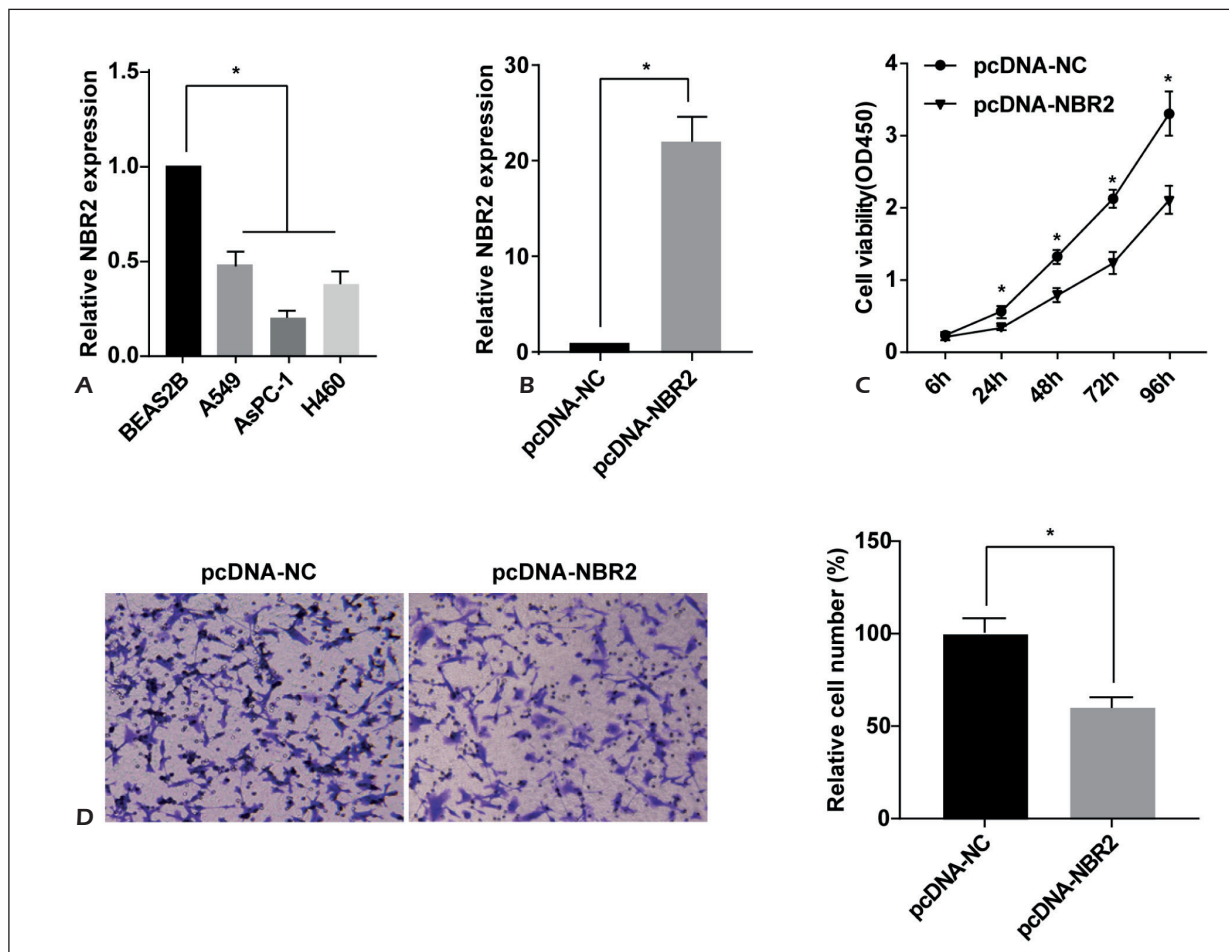 A
Relative NBR2 expression
1.5
1.0
0.5
0.0
*
BEAS2B
A549
AsPC-1
H460
B
Relative NBR2 expression
30
20
10
0
*
pcDNA-NC
pcDNA-NBR2
C
Cell viability(OD450)
4
3
2
1
0
pcDNA-NC
pcDNA-NBR2
*
*
*
*
6h
24h
48h
72h
96h
D
pcDNA-NC
pcDNA-NBR2
Relative cell number (%)
150
100
50
0
*
pcDNA-NC
pcDNA-NBR2